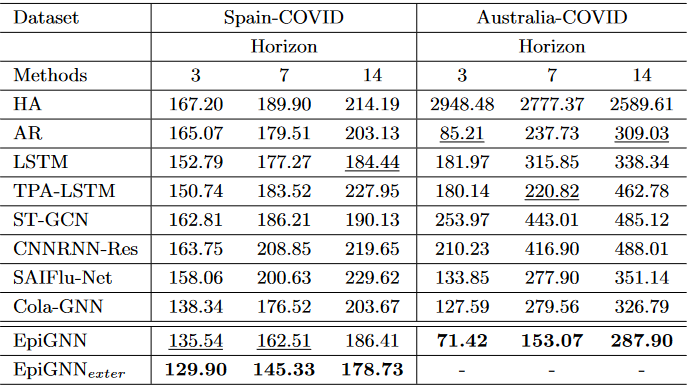 Dataset Spain-COVID Australia-COVID
Horizon Horizon
Methods 3 7 14 3 7 14
HA 167.20 189.90 214.19 2948.48 2777.37 2589.61
AR 165.07 179.51 203.13 85.21 237.73 309.03
LSTM 152.79 177.27 184.44 181.97 315.85 338.34
TPA-LSTM 150.74 183.52 227.95 180.14 220.82 462.78
ST-GCN 162.81 186.21 190.13 253.97 443.01 485.12
CNNRNN-Res 163.75 208.85 219.65 210.23 416.90 488.01
SAIFlu-Net 158.06 200.63 229.62 133.85 277.90 351.14
Cola-GNN 138.34 176.52 203.67 127.59 279.56 326.79
EpiGNN 135.54 162.51 186.41 71.42 153.07 287.90
EpiGNNexter 129.90 145.33 178.73 - - -